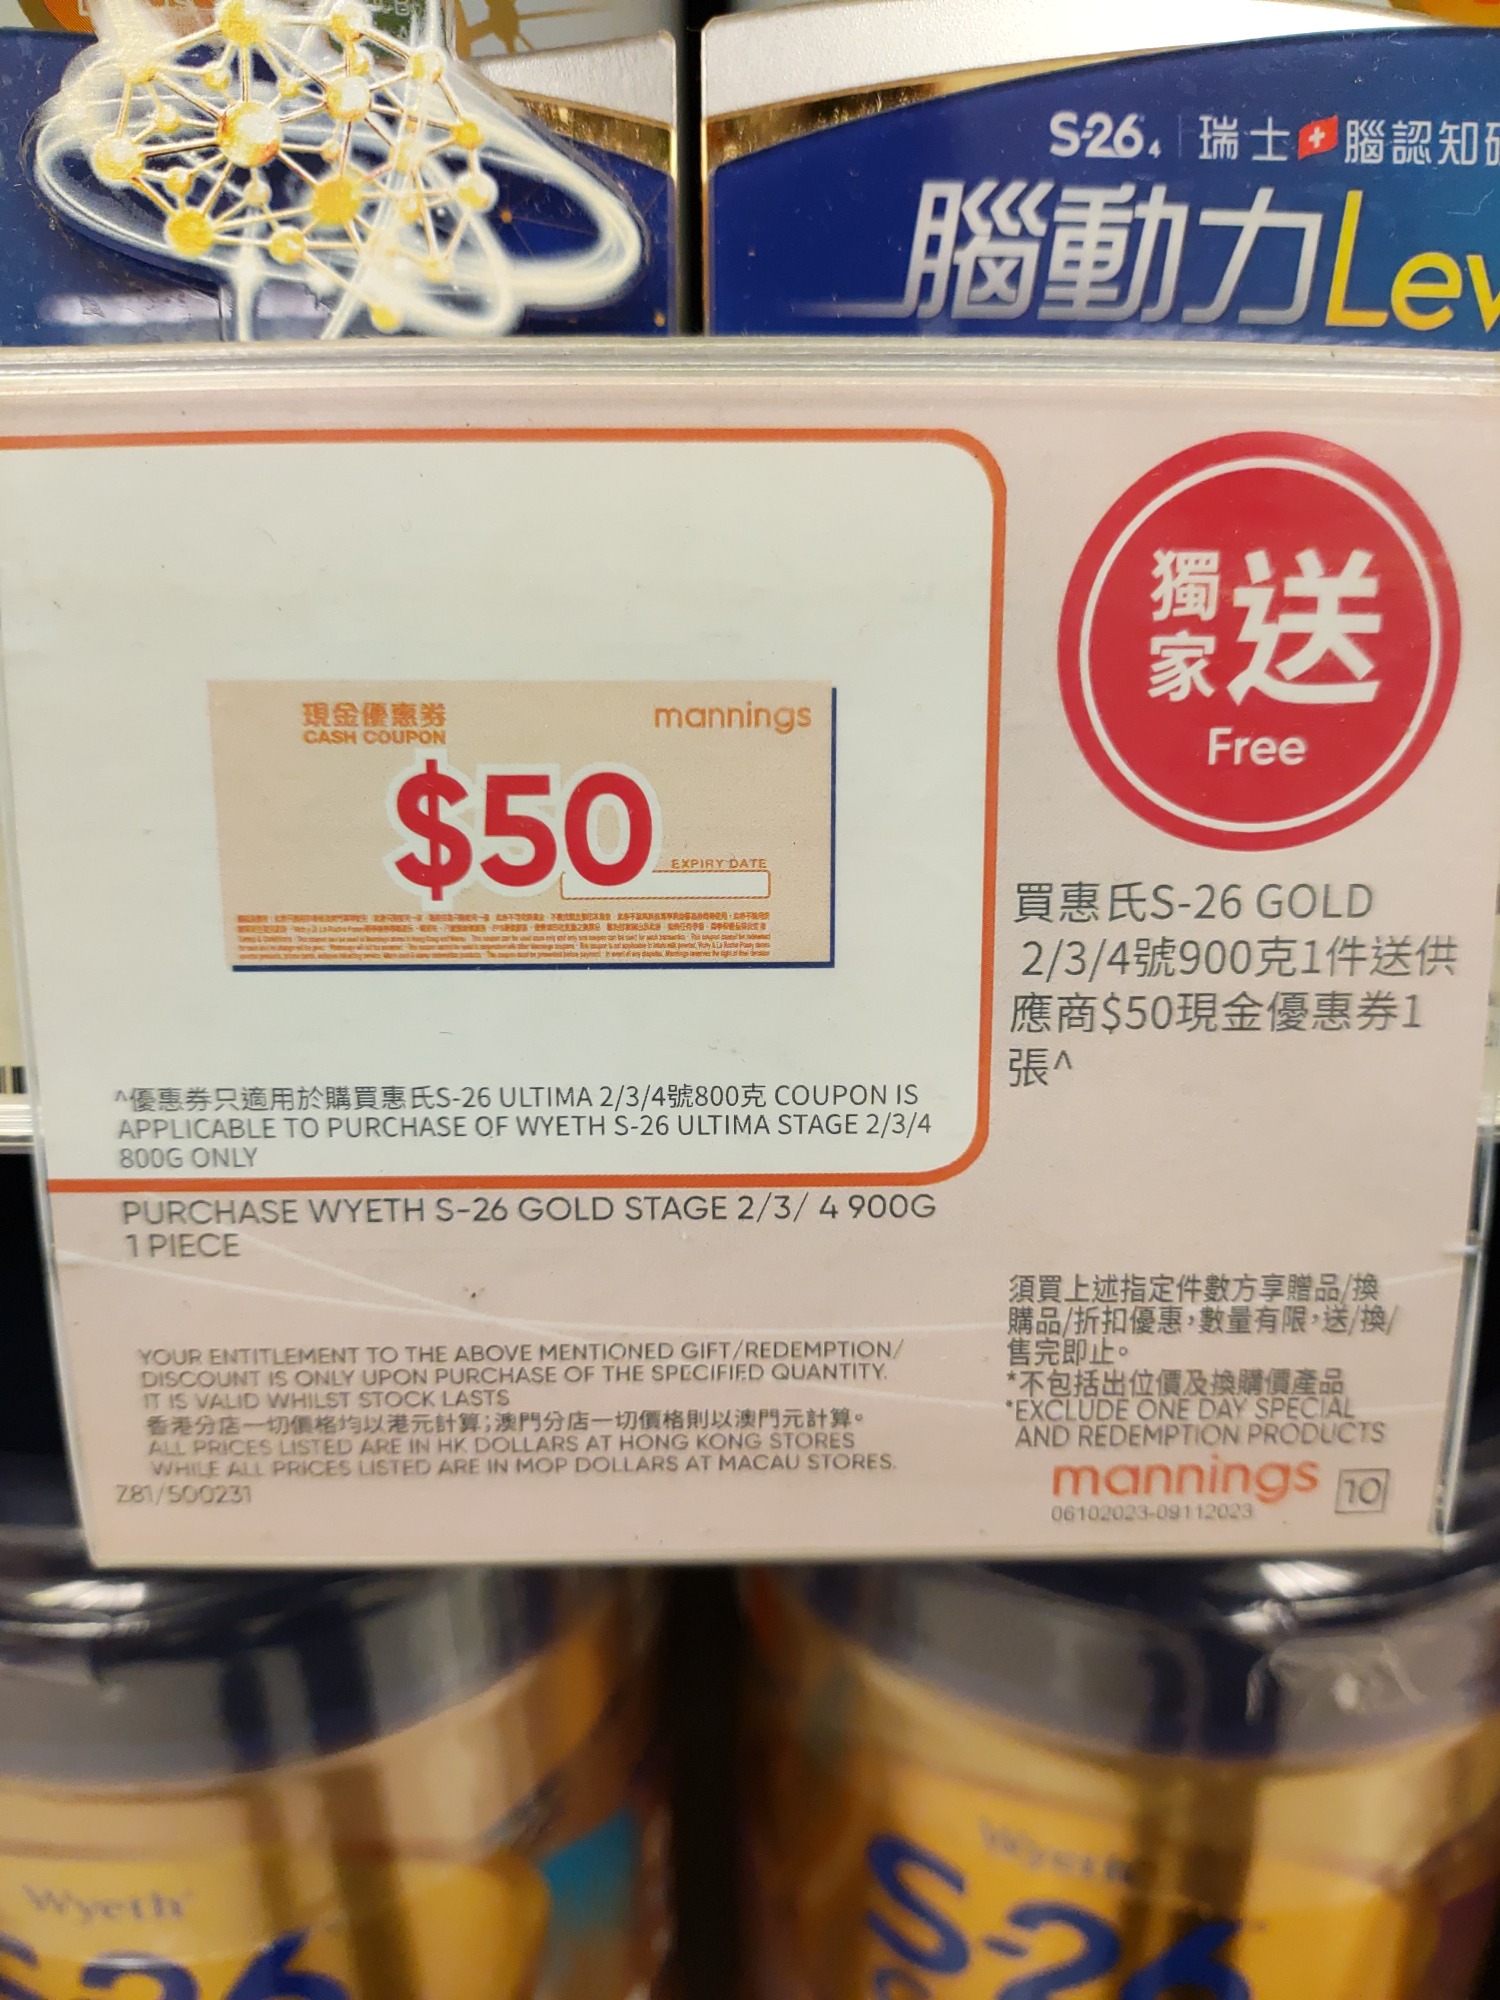 S-26
瑞士 腦認知
腦動力Lev
現金優惠券
CASH COUPON
mannings
$50
EXPIRY DATE
^優惠券只適用於購買惠氏S-26 ULTIMA 2/3/4號800克 COUPON IS
APPLICABLE TO PURCHASE OF WYETH S-26 ULTIMA STAGE 2/3/4
800G ONLY
PURCHASE WYETH S-26 GOLD STAGE 2/3/ 4 900G
1 PIECE
YOUR ENTITLEMENT TO THE ABOVE MENTIONED GIFT/REDEMPTION/
DISCOUNT IS ONLY UPON PURCHASE OF THE SPECIFIED QUANTITY.
IT IS VALID WHILST STOCK LASTS
香港分店一切價格均以港元計算;澳門分店一切價格則以澳門元計算。
ALL PRICES LISTED ARE IN HK DOLLARS AT HONG KONG STORES
WHILE ALL PRICES LISTED ARE IN MOP DOLLARS AT MACAU STORES.
Z81/500231
獨家送
Free
買惠氏S-26 GOLD
2/3/4號900克1件送供
應商$50現金優惠券1
張^
須買上述指定件數方享贈品/換
購品/折扣優惠,數量有限,送/換/
售完即止。
*不包括出位價及換購價產品
*EXCLUDE ONE DAY SPECIAL
AND REDEMPTION PRODUCTS
mannings 10
06102023-09112023
Wyeth
S-26
Wyeth
S-26